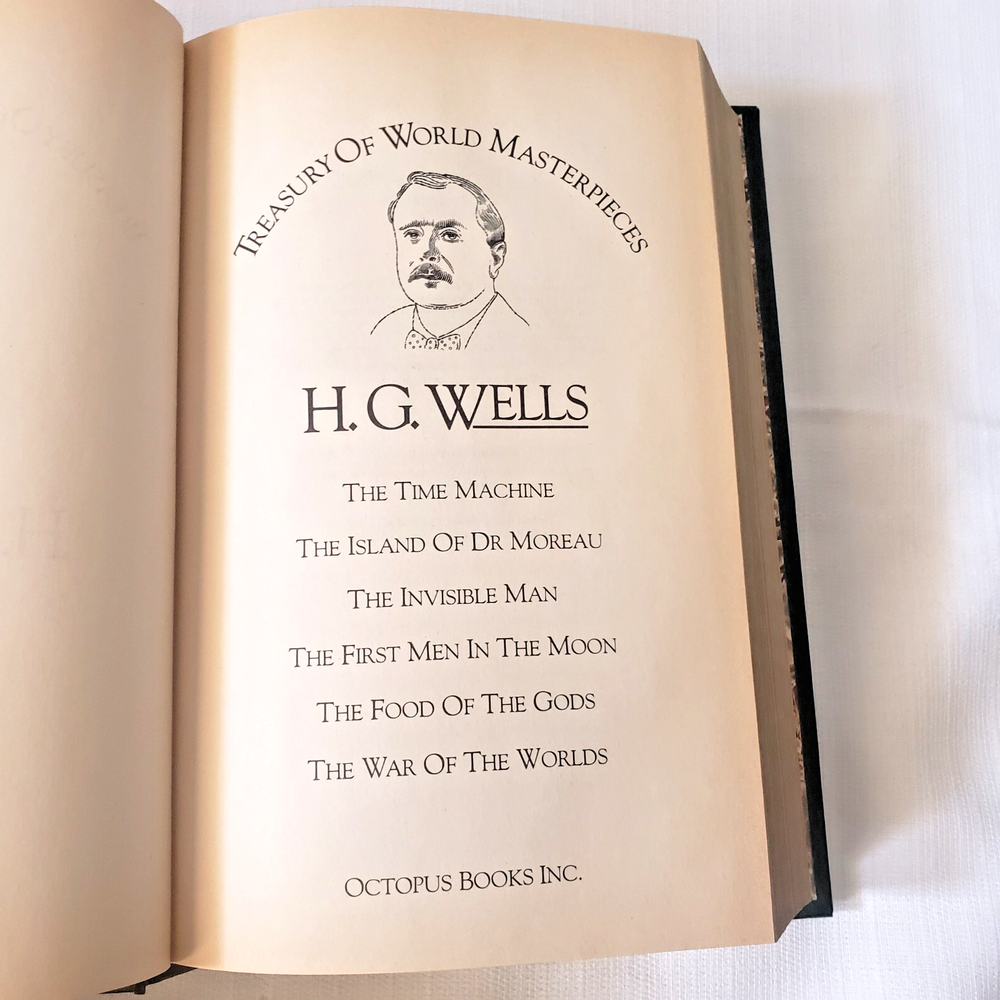 Treasury Of World Masterpieces
H. G. Wells
The Time Machine
The Island Of Dr Moreau
The Invisible Man
The First Men In The Moon
The Food Of The Gods
The War Of The Worlds
Octopus Books Inc.